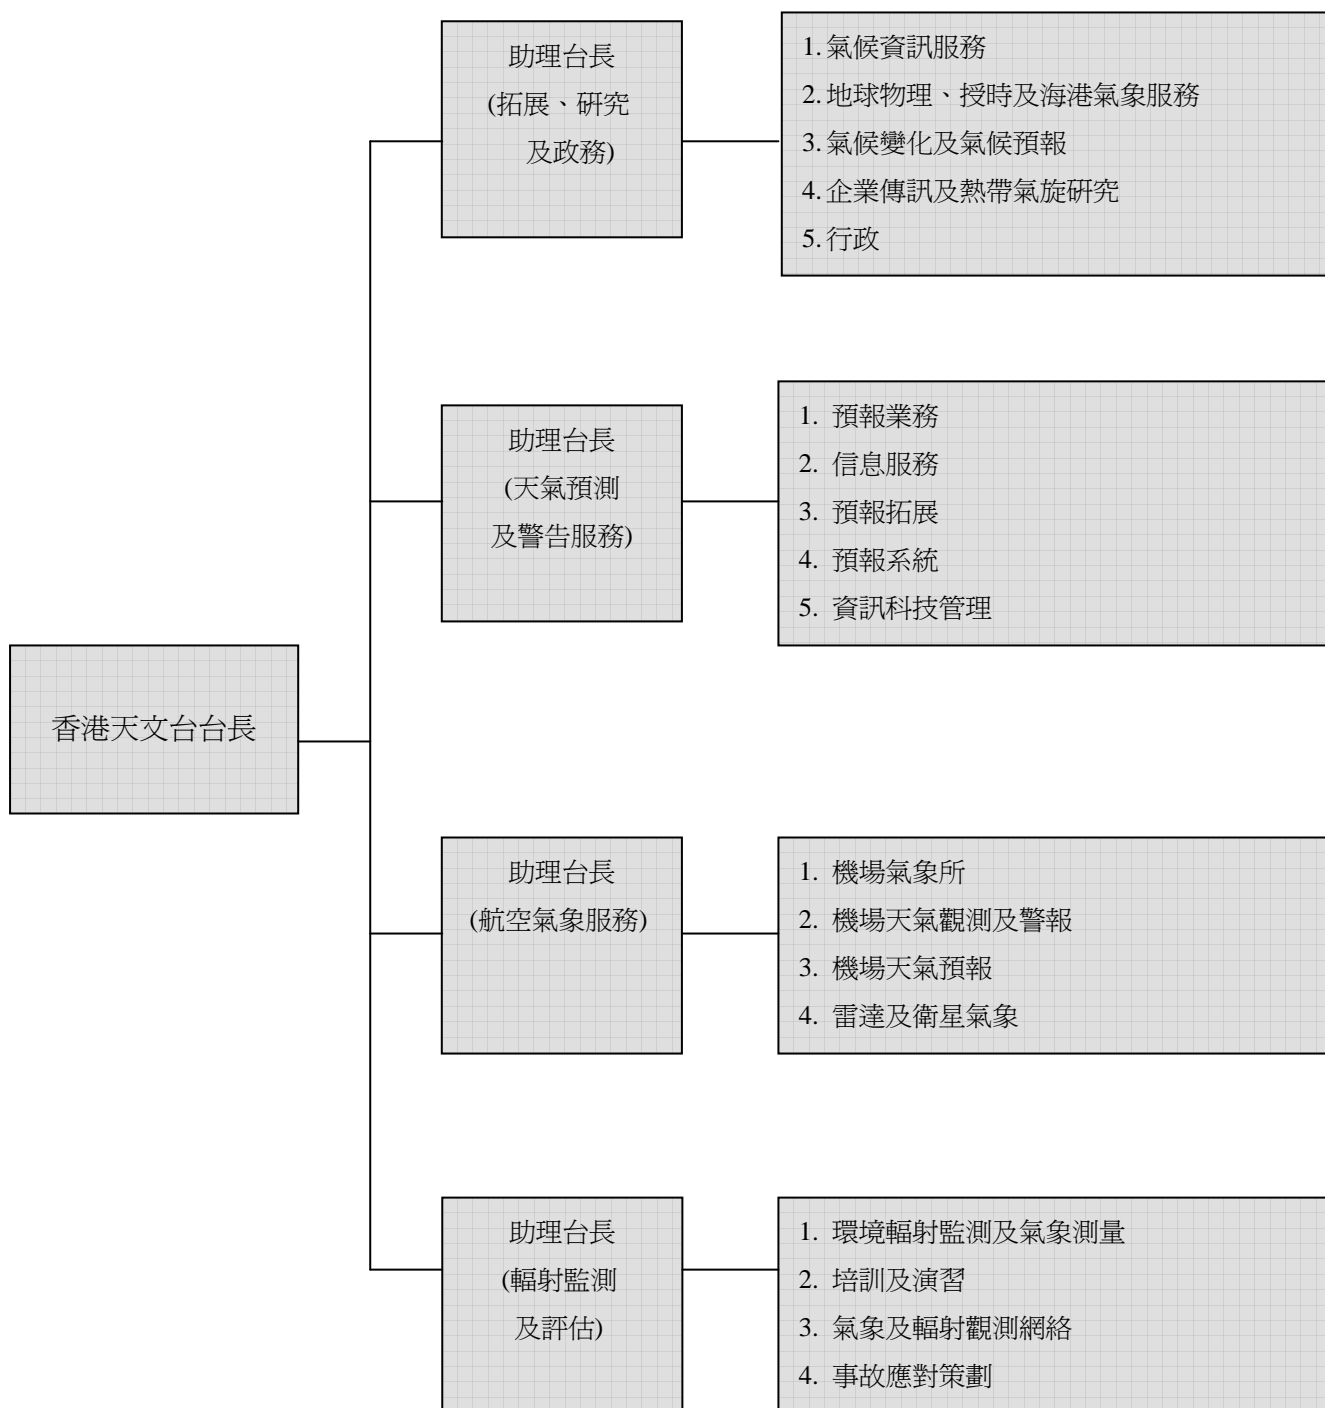 助理台長
(拓展、研究
及政務)
1. 氣候資訊服務
2. 地球物理、授時及海港氣象服務
3. 氣候變化及氣候預報
4. 企業傳訊及熱帶氣旋研究
5. 行政
助理台長
(天氣預測
及警告服務)
1. 預報業務
2. 信息服務
3. 預報拓展
4. 預報系統
5. 資訊科技管理
香港天文台台長
助理台長
(航空氣象服務)
1. 機場氣象所
2. 機場天氣觀測及警報
3. 機場天氣預報
4. 雷達及衛星氣象
助理台長
(輻射監測
及評估)
1. 環境輻射監測及氣象測量
2. 培訓及演習
3. 氣象及輻射觀測網絡
4. 事故應對策劃